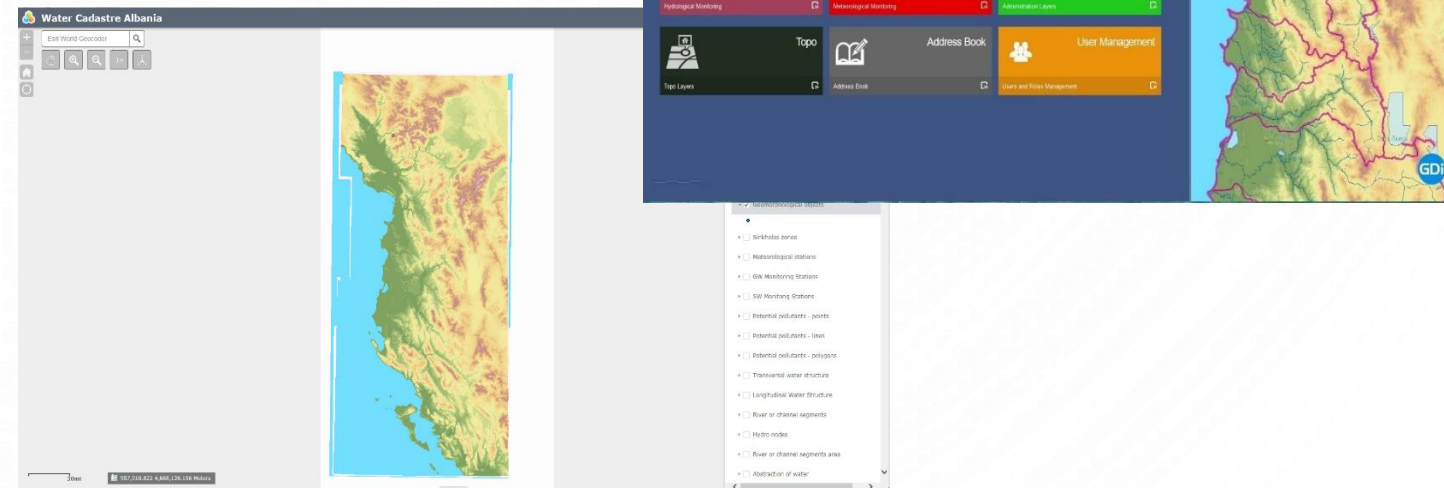 Water Cadastre Albania
Esri World Geocoder
30mi
Hydrological Monitoring
Meteorological Monitoring
Administration Layers
Topo
Address Book
User Management
Topo Layers
Address Book
Users and Roles Management
GDi
Sinkholes zones
Meteorological stations
GW Monitoring Stations
SW Monitoring Stations
Potential pollutants - points
Potential pollutants - lines
Potential pollutants - polygons
Transversal water structure
Longitudinal Water Structure
River or channel segments
Hydro nodes
River or channel segments area
Abstraction of water